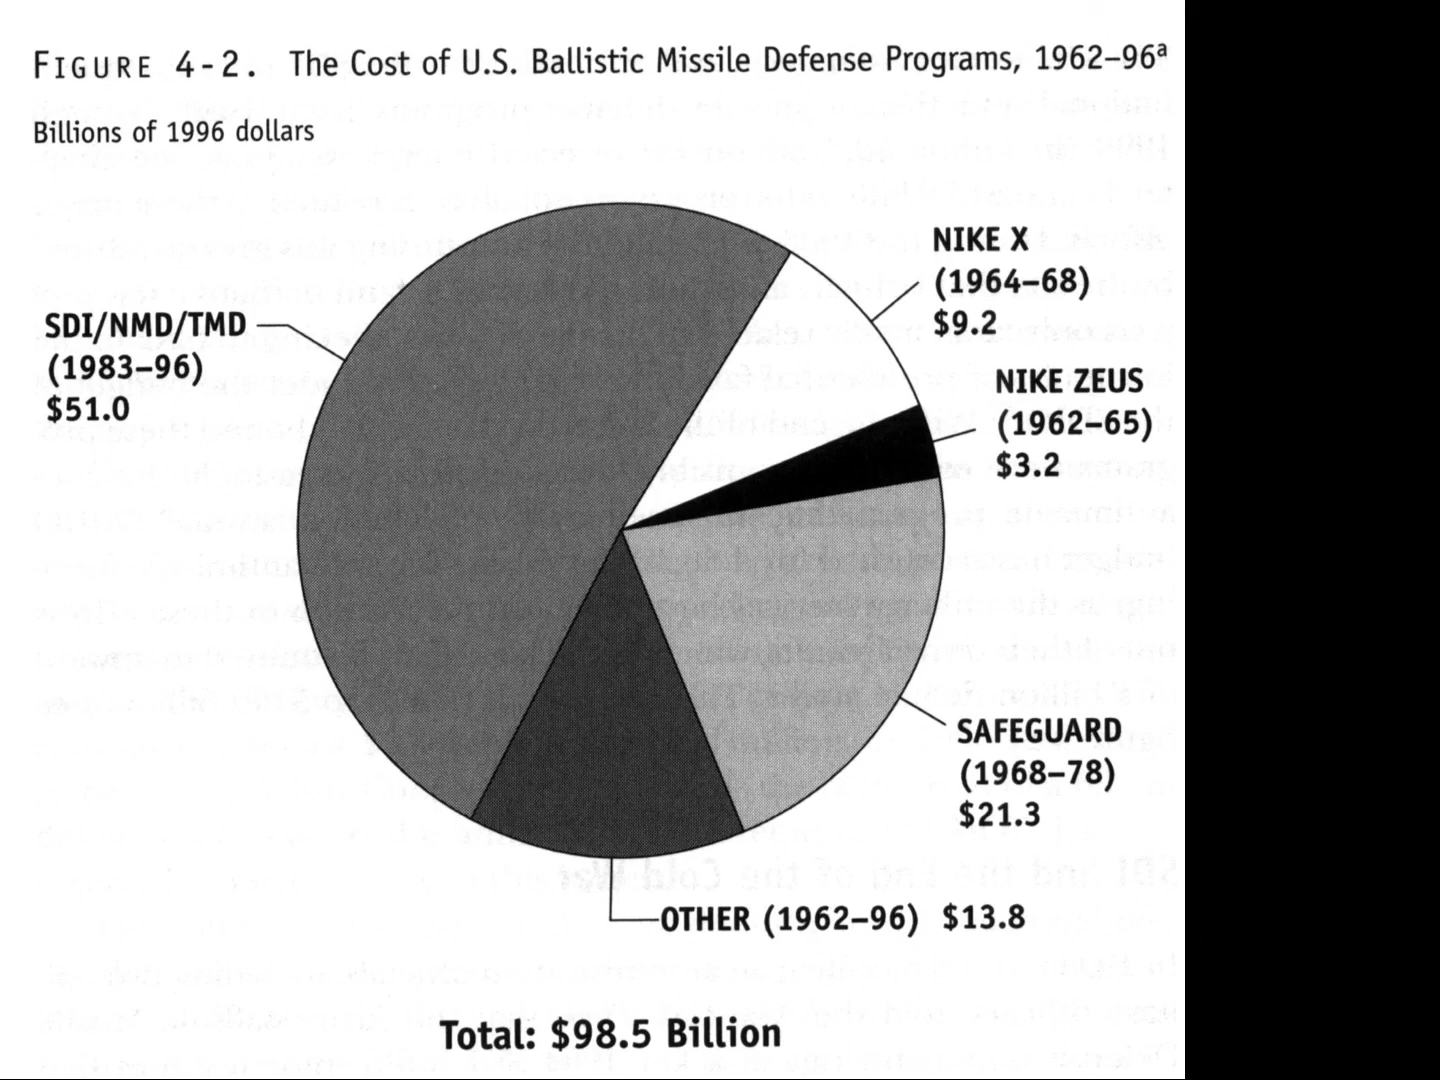 FIGURE 4-2. The Cost of U.S. Ballistic Missile Defense Programs, 1962–96ª
Billions of 1996 dollars
NIKE X
(1964–68)
$9.2
SDI/NMD/TMD
(1983–96)
$51.0
NIKE ZEUS
(1962–65)
$3.2
SAFEGUARD
(1968–78)
$21.3
OTHER (1962–96) $13.8
Total: $98.5 Billion